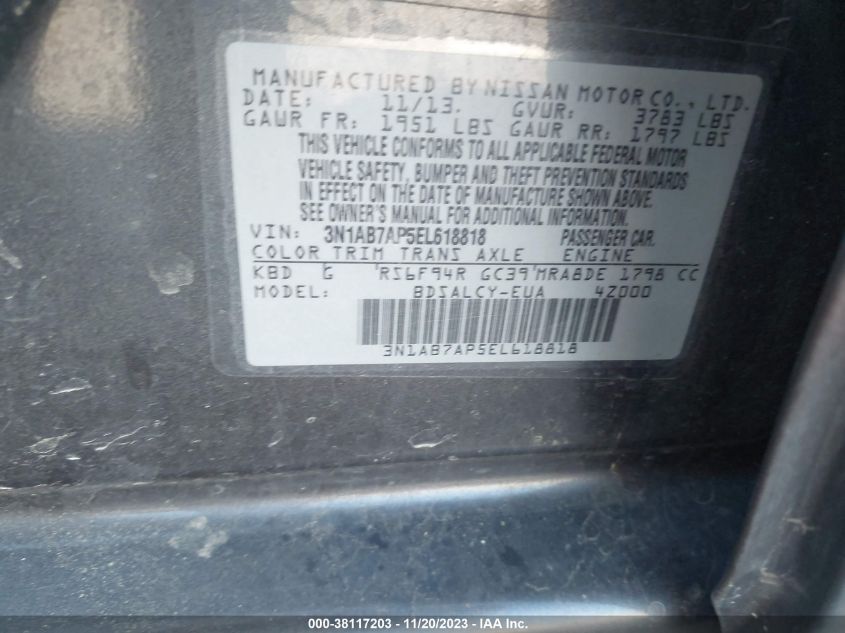 MANUFACTURED BY NISSAN MOTOR CO., LTD.
DATE: 11/13. GVWR: 3783 LBS
GAWR FR: 1951 LBS GAWR RR: 1797 LBS
THIS VEHICLE CONFORMS TO ALL APPLICABLE FEDERAL MOTOR
VEHICLE SAFETY, BUMPER AND THEFT PREVENTION STANDARDS
IN EFFECT ON THE DATE OF MANUFACTURE SHOWN ABOVE.
SEE OWNER'S MANUAL FOR ADDITIONAL INFORMATION.
VIN: 3N1AB7AP5EL618818 PASSENGER CAR.
COLOR TRIM TRANS AXLE ENGINE
KBD G RS6F94R GC39 MRA8DE 1798 CC
MODEL: BDSALCY-EUA 4Z000
3N1AB7AP5EL618818
000-38117203 - 11/20/2023 - IAA Inc.